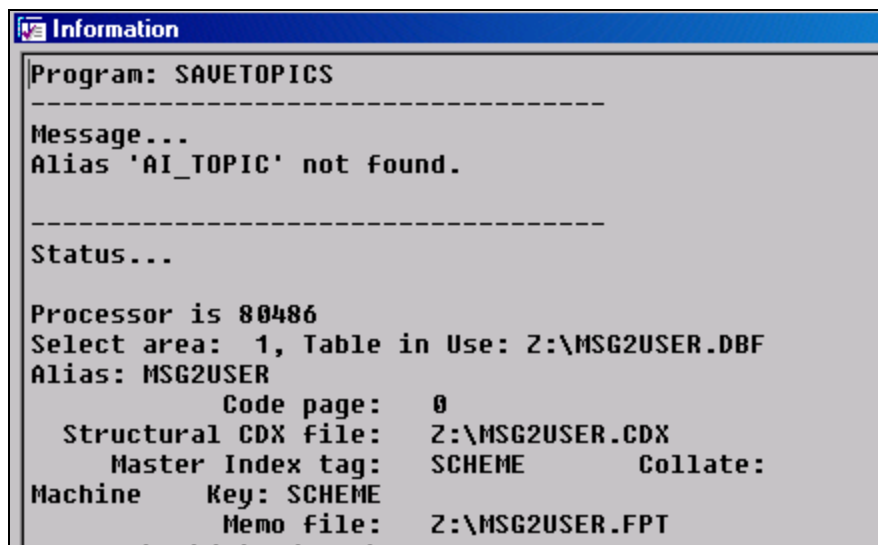 Information
Program: SAVETOPICS
------------------------------------
Message...
Alias 'AI_TOPIC' not found.
------------------------------------
Status...
Processor is 80486
Select area:  1, Table in Use: Z:\MSG2USER.DBF
Alias: MSG2USER
            Code page:   0
  Structural CDX file:   Z:\MSG2USER.CDX
     Master Index tag:   SCHEME       Collate:
Machine    Key: SCHEME
            Memo file:   Z:\MSG2USER.FPT